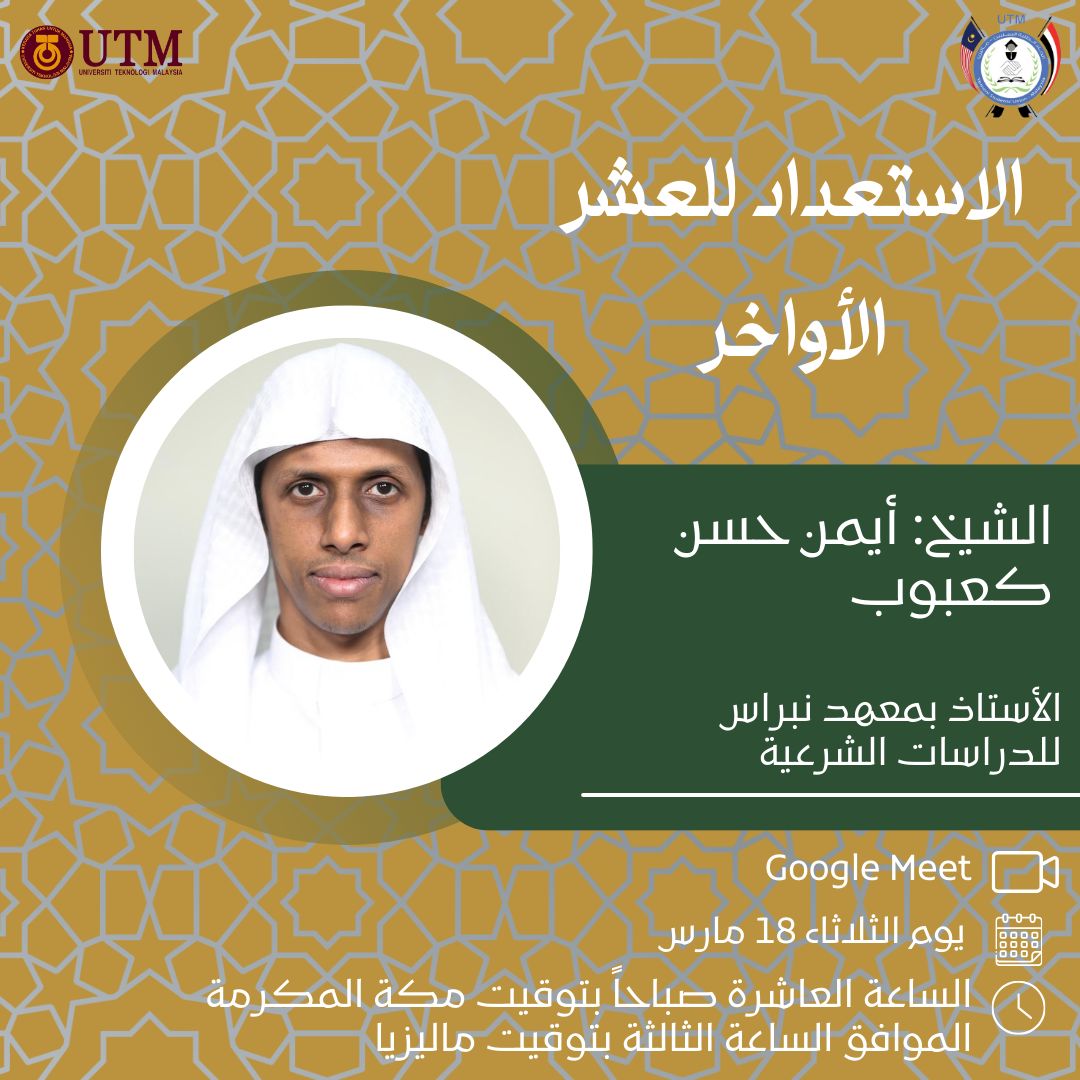 UTM
UNIVERSITI TEKNOLOGI MALAYSIA
UTM
الاستعداد للعشر
الأواخر
الشيخ: أيمن حسن
كعبوب
الأستاذ بمعهد نبراس
للدراسات الشرعية
Google Meet
يوم الثلاثاء 18 مارس
الساعة العاشرة صباحاً بتوقيت مكة المكرمة
الموافق الساعة الثالثة بتوقيت ماليزيا